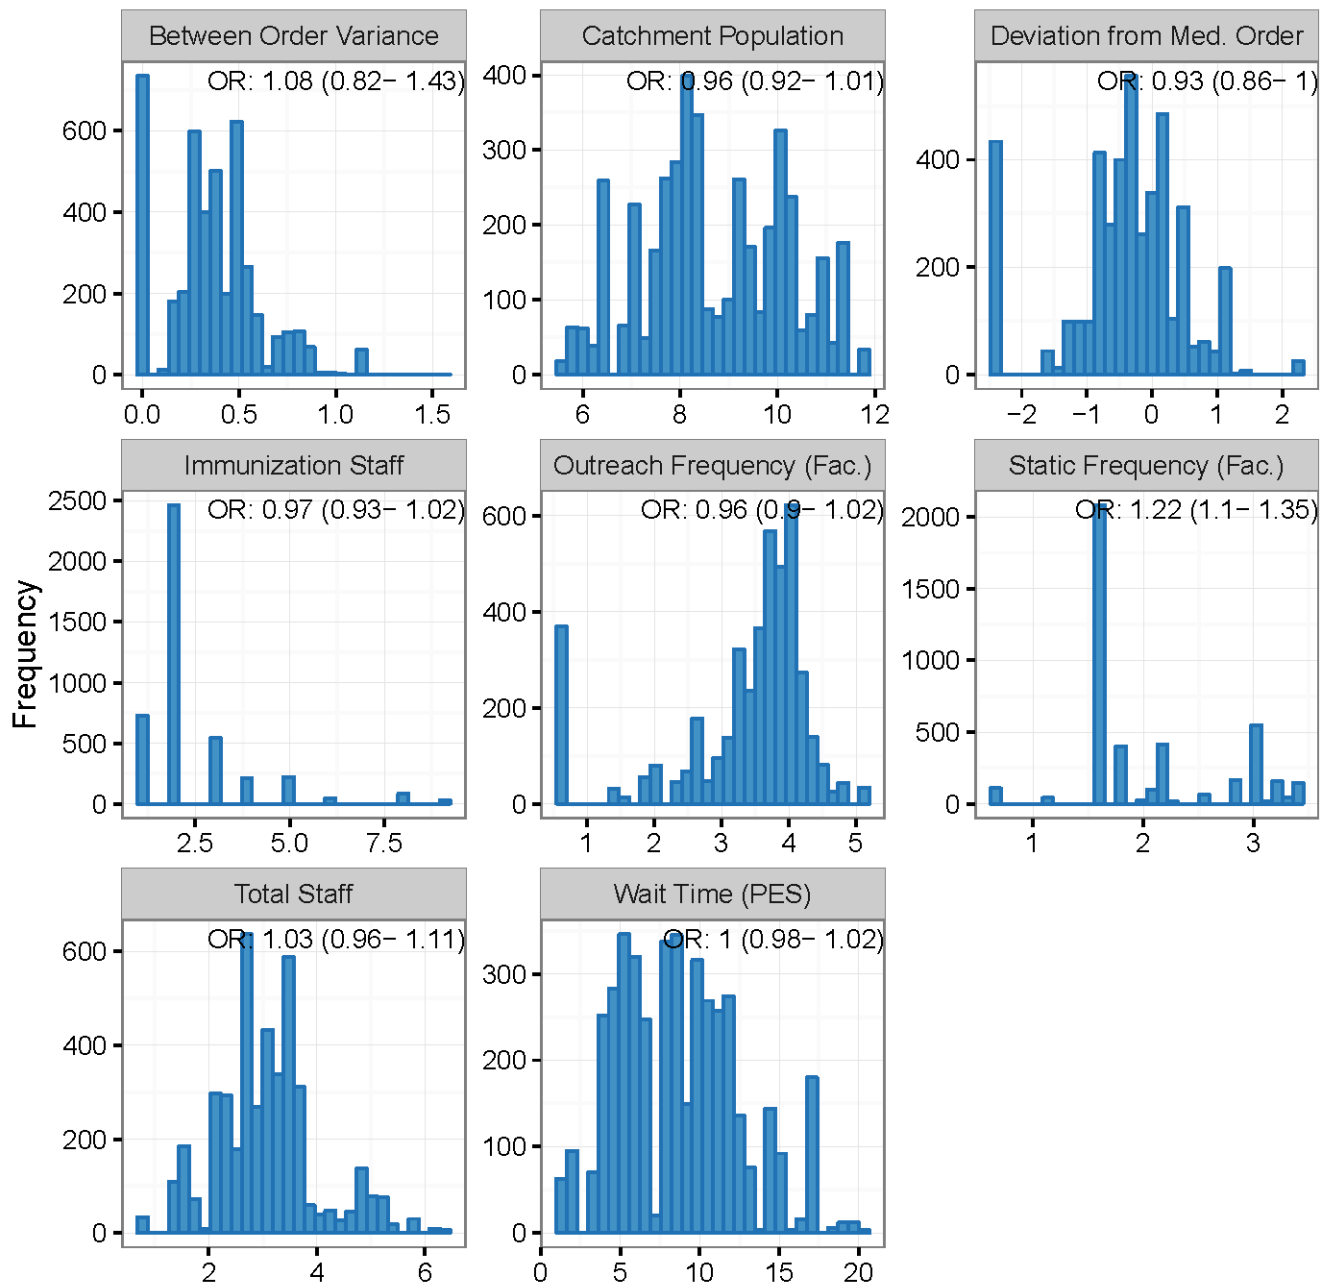 Between Order Variance
Catchment Population
Deviation from Med. Order
OR: 1.08 (0.82− 1.43)
OR: 0.96 (0.92− 1.01)
OR: 0.93 (0.86− 1)
600
400
200
0
0.0 0.5 1.0 1.5
400
300
200
100
0
6 8 10 12
400
200
0
−2 −1 0 1 2
Immunization Staff
Outreach Frequency (Fac.)
Static Frequency (Fac.)
OR: 0.97 (0.93− 1.02)
OR: 0.96 (0.9− 1.02)
OR: 1.22 (1.1− 1.35)
Frequency
2500
2000
1500
1000
500
0
2.5 5.0 7.5
600
400
200
0
1 2 3 4 5
2000
1500
1000
500
0
1 2 3
Total Staff
Wait Time (PES)
OR: 1.03 (0.96− 1.11)
OR: 1 (0.98− 1.02)
600
400
200
0
2 4 6
300
200
100
0
0 5 10 15 20